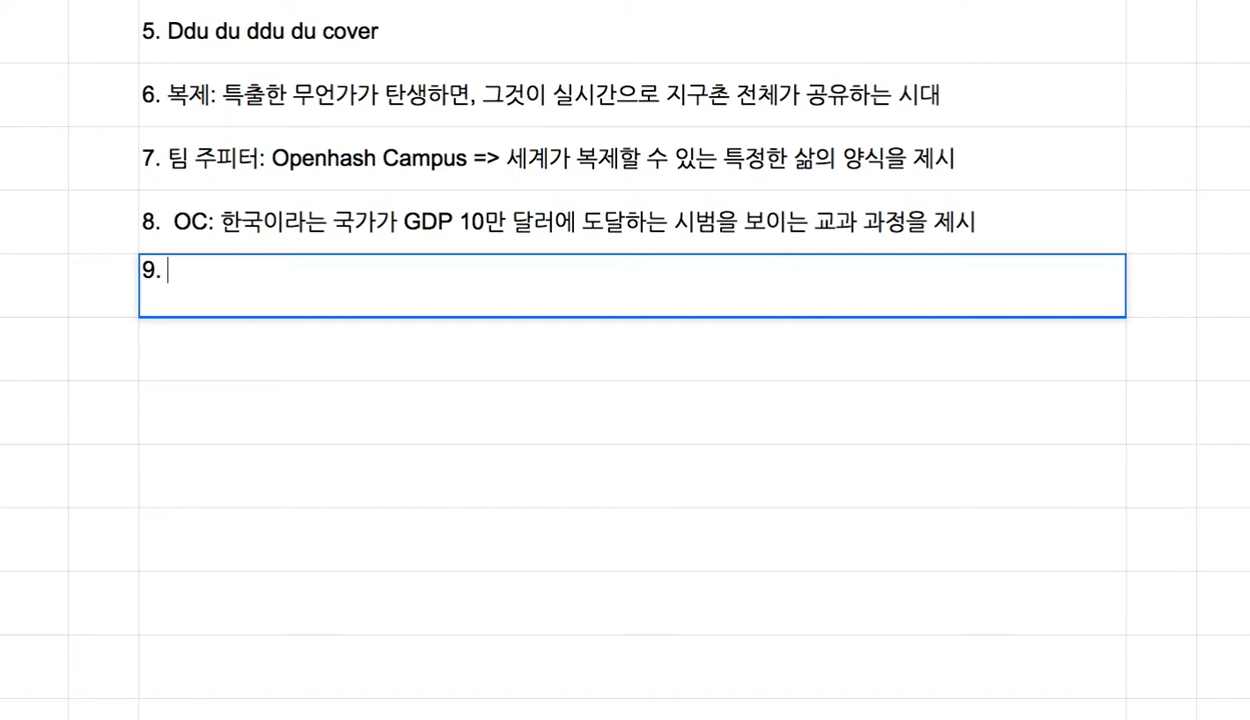 5. Ddu du ddu du cover
6. 복제: 특출한 무언가가 탄생하면, 그것이 실시간으로 지구촌 전체가 공유하는 시대
7. 팀 주피터: Openhash Campus => 세계가 복제할 수 있는 특정한 삶의 양식을 제시
8. OC: 한국이라는 국가가 GDP 10만 달러에 도달하는 시범을 보이는 교과 과정을 제시
9.